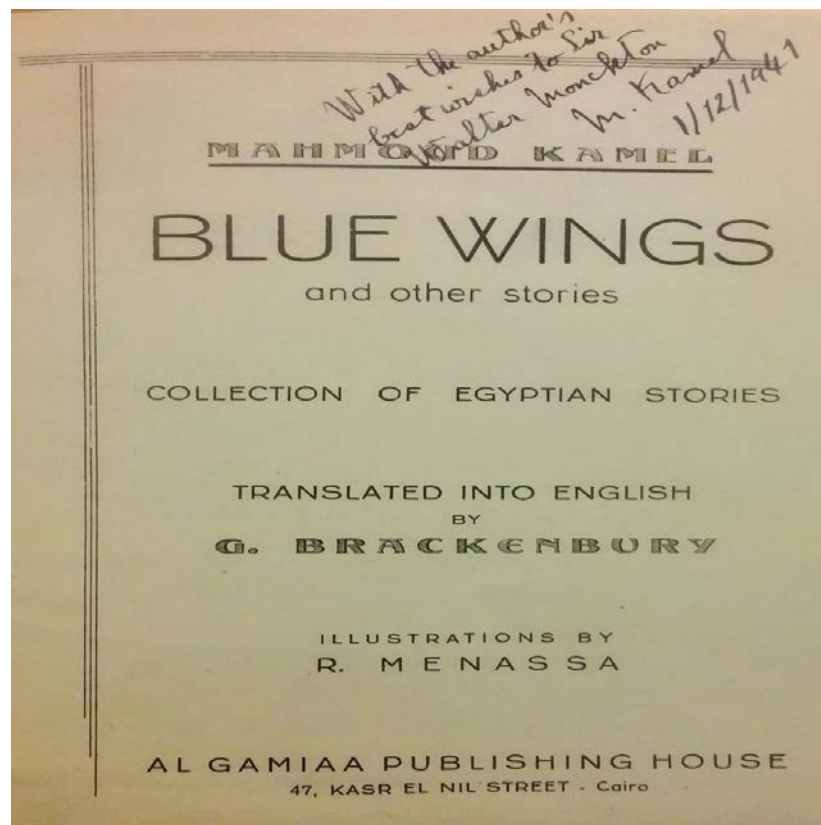 With the author's
best wishes to Sir
Walter Monckton
M. Kamel
1/12/1941
MAHMOUD KAMEL
BLUE WINGS
and other stories
COLLECTION OF EGYPTIAN STORIES
TRANSLATED INTO ENGLISH
BY
G. BRACKENBURY
ILLUSTRATIONS BY
R. MENASSA
AL GAMIAA PUBLISHING HOUSE
47, KASR EL NIL STREET - Cairo